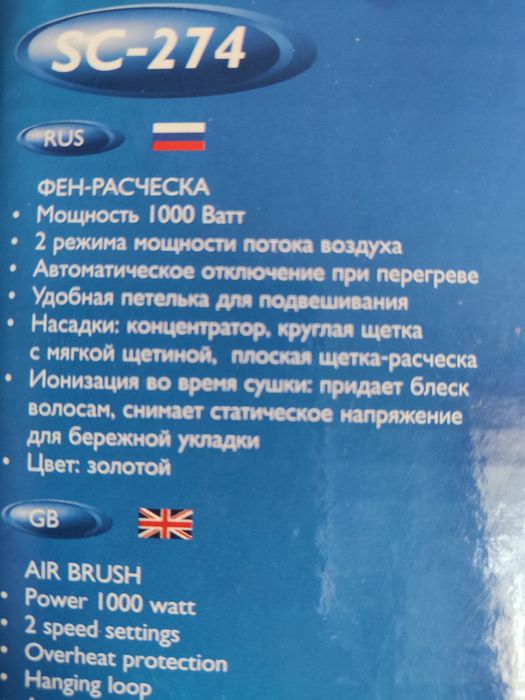 SC-274
RUS
ФЕН-РАСЧЕСКА
• Мощность 1000 Ватт
• 2 режима мощности потока воздуха
• Автоматическое отключение при перегреве
• Удобная петелька для подвешивания
• Насадки: концентратор, круглая щетка
с мягкой щетиной, плоская щетка-расческа
• Ионизация во время сушки: придает блеск
волосам, снимает статическое напряжение
для бережной укладки
• Цвет: золотой
GB
AIR BRUSH
• Power 1000 watt
• 2 speed settings
• Overheat protection
• Hanging loop